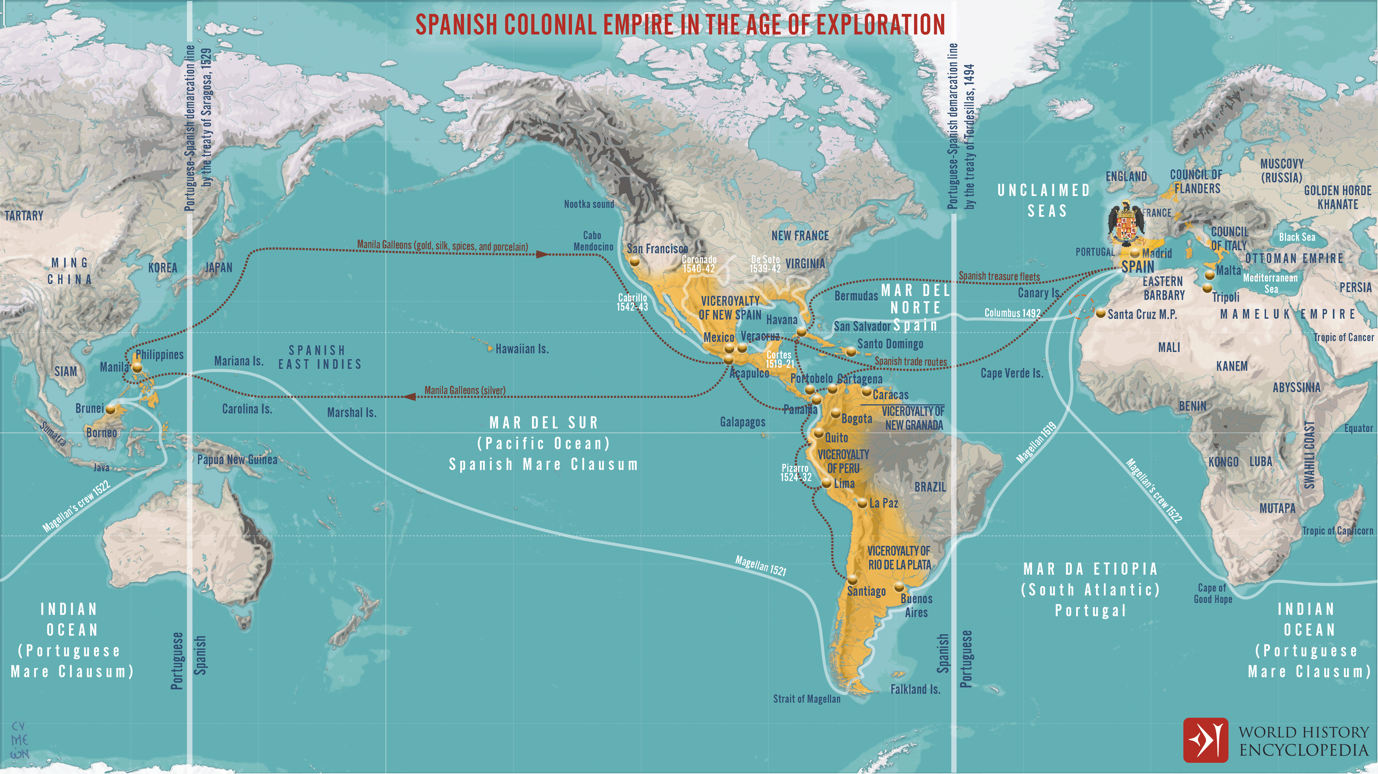 SPANISH COLONIAL EMPIRE IN THE AGE OF EXPLORATION
Portuguese-Spanish demarcation line
by the treaty of Saragosa, 1529
Portuguese-Spanish demarcation line
by the treaty of Tordesillas, 1494
UNCLAIMED
SEAS
ENGLAND
COUNCIL OF
FLANDERS
MUSCOVY
(RUSSIA)
GOLDEN HORDE
KHANATE
TARTARY
Nootka sound
FRANCE
Cabo
Mendocino
San Francisco
NEW FRANCE
COUNCIL
OF ITALY
Black Sea
Manila Galleons (gold, silk, spices, and porcelain)
PORTUGAL
Madrid
OTTOMAN EMPIRE
MING
CHINA
KOREA
JAPAN
Coronado
1540-42
De Soto
1539-42
VIRGINIA
SPAIN
Malta
Mediterranean
Sea
PERSIA
Spanish treasure fleets
EASTERN
BARBARY
Tripoli
Cabrillo
1542-43
VICEROYALTY
OF NEW SPAIN
Bermudas
MAR DEL
NORTE
Spain
Canary Is.
Columbus 1492
Santa Cruz M.P.
MAMELUK EMPIRE
Havana
San Salvador
Tropic of Cancer
Mexico
Veracruz
Santo Domingo
MALI
Philippines
Manila
SIAM
Mariana Is.
SPANISH
EAST INDIES
Hawaiian Is.
Cortes
1519-21
Spanish trade routes
Acapulco
Cape Verde Is.
KANEM
Portobelo
Cartagena
ABYSSINIA
Manila Galleons (silver)
Caracas
Brunei
Carolina Is.
Marshal Is.
Panama
VICEROYALTY OF
NEW GRANADA
BENIN
Borneo
Sumatra
Galapagos
Bogota
Equator
MAR DEL SUR
(Pacific Ocean)
Spanish Mare Clausum
Quito
Magellan 1519
Java
Papua New Guinea
VICEROYALTY
OF PERU
KONGO
LUBA
SWAHILI COAST
Pizarro
1524-32
Lima
BRAZIL
Magellan's crew 1522
Magellan's crew 1522
La Paz
MUTAPA
Tropic of Capricorn
VICEROYALTY OF
RIO DE LA PLATA
Magellan 1521
MAR DA ETIOPIA
(South Atlantic)
Portugal
Santiago
Buenos
Aires
Cape of
Good Hope
INDIAN
OCEAN
(Portuguese
Mare Clausum)
INDIAN
OCEAN
(Portuguese
Mare Clausum)
Portuguese
Spanish
Spanish
Portuguese
Falkland Is.
Strait of Magellan
CY
ME
ON
WORLD HISTORY
ENCYCLOPEDIA